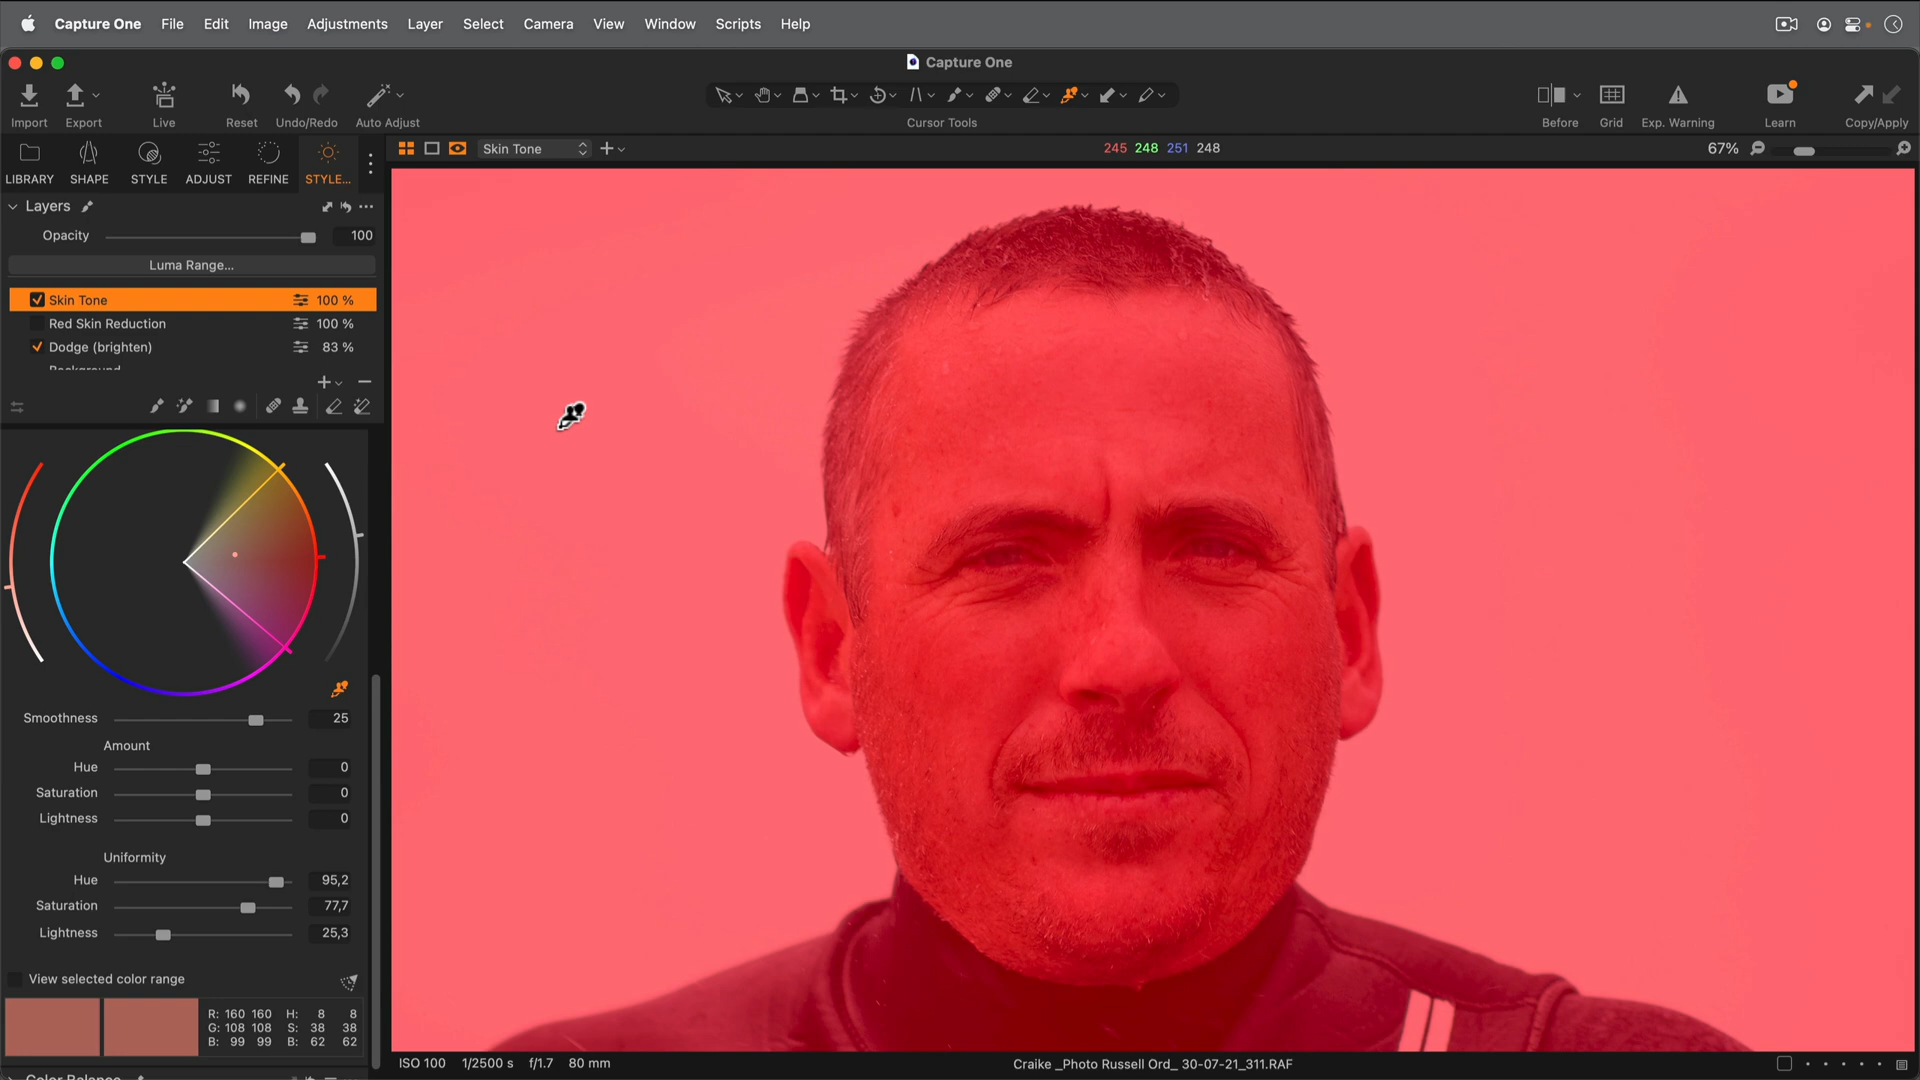 Capture One File Edit Image Adjustments Layer Select Camera View Window Scripts Help
Capture One
Import Export Live Reset Undo/Redo Auto Adjust Cursor Tools Before Grid Exp. Warning Learn Copy/Apply
LIBRARY SHAPE STYLE ADJUST REFINE STYLE...
Skin Tone 245 248 251 248 67%
Layers
Opacity 100
Luma Range...
Skin Tone 100 %
Red Skin Reduction 100 %
Dodge (brighten) 83 %
Background
Smoothness 25
Amount
Hue 0
Saturation 0
Lightness 0
Uniformity
Hue 95,2
Saturation 77,7
Lightness 25,3
View selected color range
R: 160 160 H: 8 8
G: 108 108 S: 38 38
B: 99 99 B: 62 62
ISO 100 1/2500 s f/1.7 80 mm Craike _Photo Russell Ord_ 30-07-21_311.RAF
Color Balance